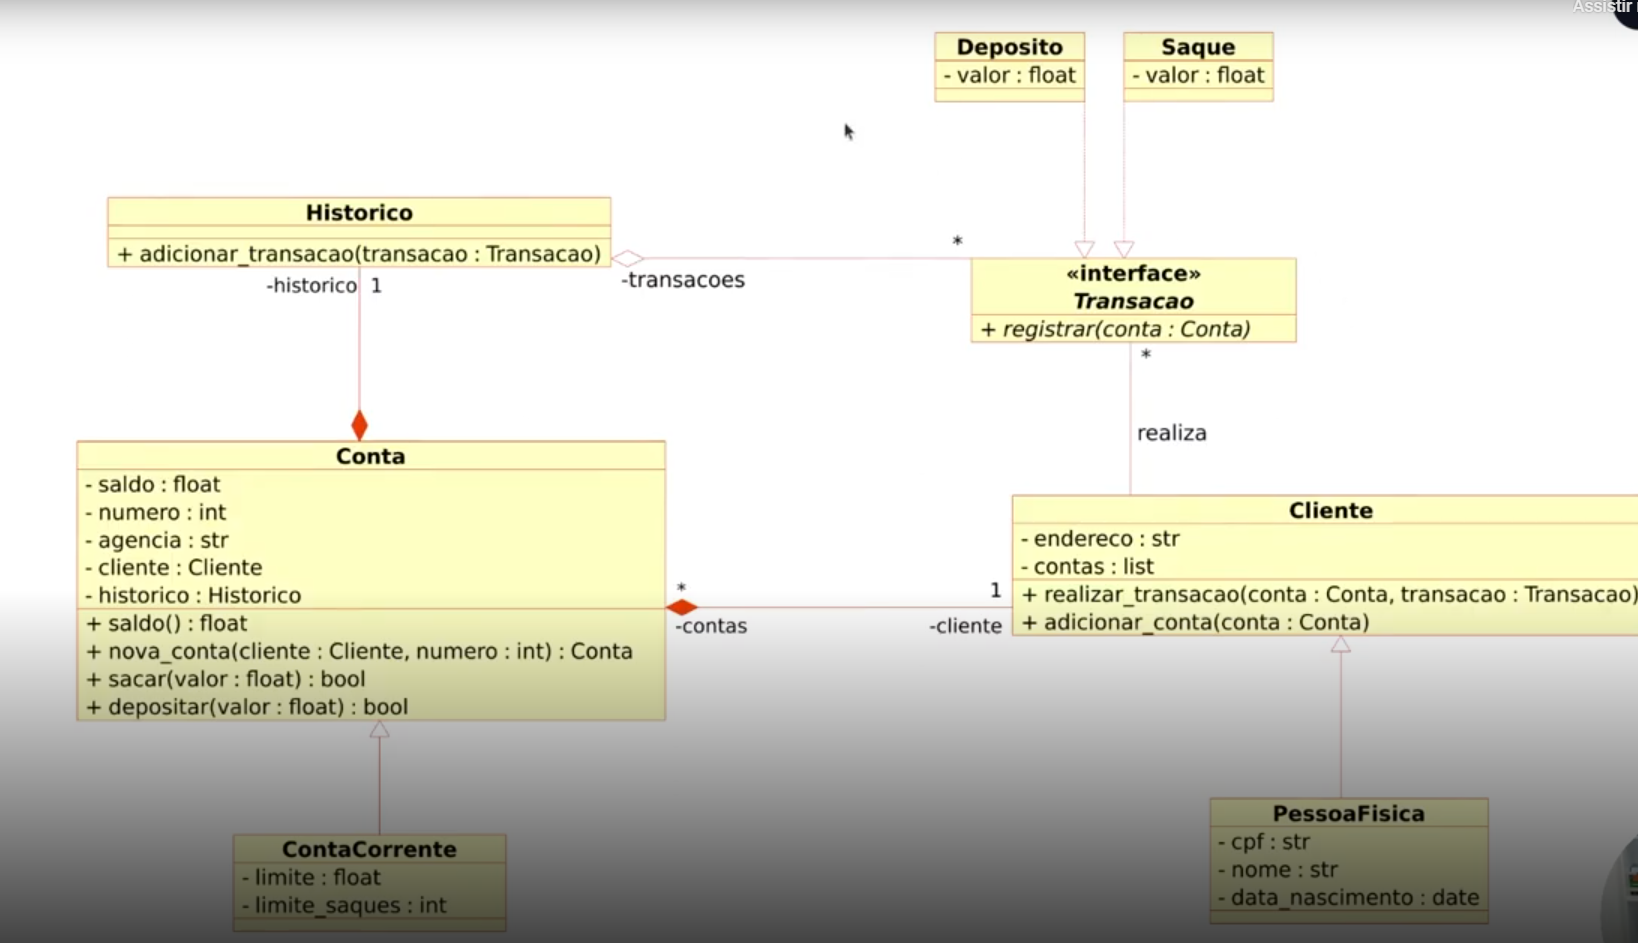 Assistir
Deposito
- valor : float
Saque
- valor : float
Historico
+ adicionar_transacao(transacao : Transacao)
-historico 1
-transacoes
*
«interface»
Transacao
+ registrar(conta : Conta)
*
realiza
Conta
- saldo : float
- numero : int
- agencia : str
- cliente : Cliente
- historico : Historico
+ saldo() : float
+ nova_conta(cliente : Cliente, numero : int) : Conta
+ sacar(valor : float) : bool
+ depositar(valor : float) : bool
*
-contas
1
-cliente
Cliente
- endereco : str
- contas : list
+ realizar_transacao(conta : Conta, transacao : Transacao)
+ adicionar_conta(conta : Conta)
ContaCorrente
- limite : float
- limite_saques : int
PessoaFisica
- cpf : str
- nome : str
- data_nascimento : date